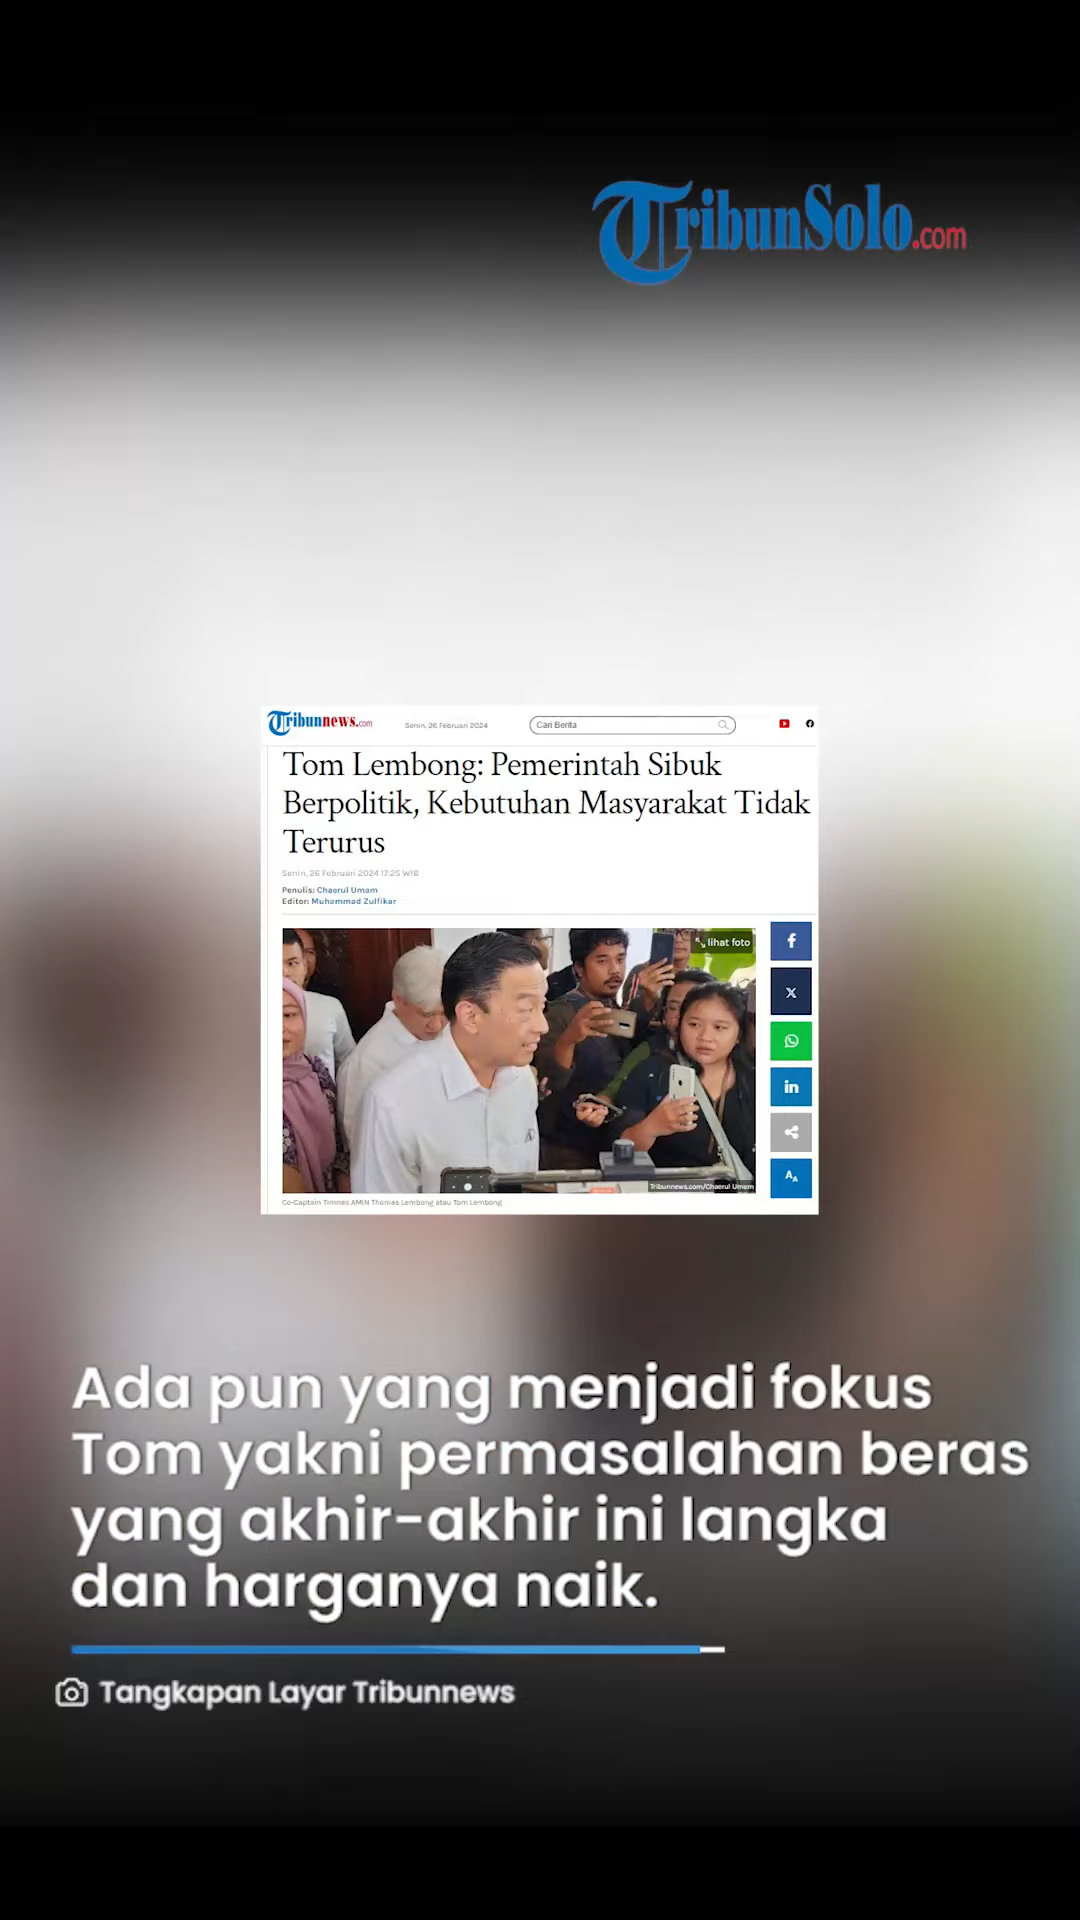 TribunSolo.com
Tribunnews.com
Senin, 26 Februari 2024
Cari Berita
Tom Lembong: Pemerintah Sibuk
Berpolitik, Kebutuhan Masyarakat Tidak
Terurus
Senin, 26 Februari 2024 17:25 WIB
Penulis: Chaerul Umam
Editor: Muhammad Zulfikar
lihat foto
Tribunnews.com/Chaerul Umam
Co-Captain Timnas AMIN Thomas Lembong atau Tom Lembong
Ada pun yang menjadi fokus
Tom yakni permasalahan beras
yang akhir-akhir ini langka
dan harganya naik.
Tangkapan Layar Tribunnews